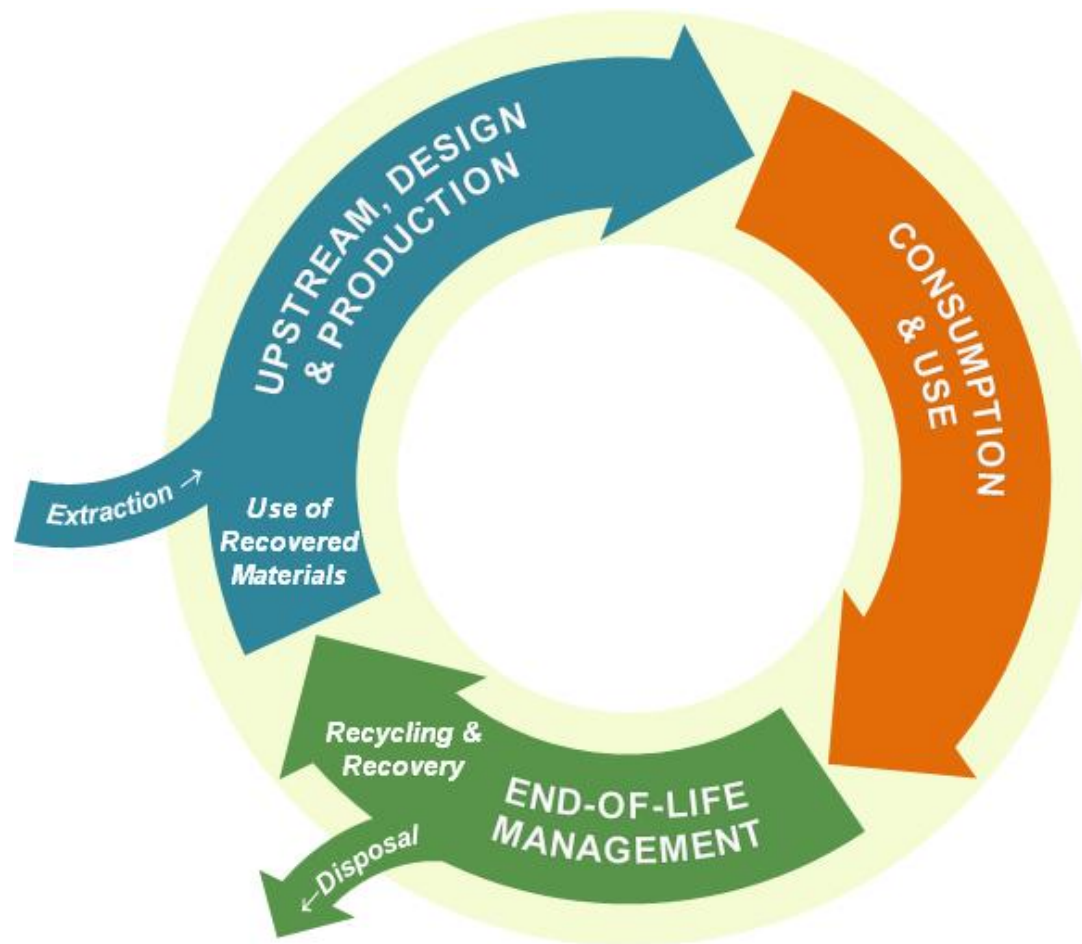 UPSTREAM, DESIGN
& PRODUCTION
CONSUMPTION
& USE
Extraction →
Use of
Recovered
Materials
Recycling &
Recovery
END-OF-LIFE
MANAGEMENT
←Disposal